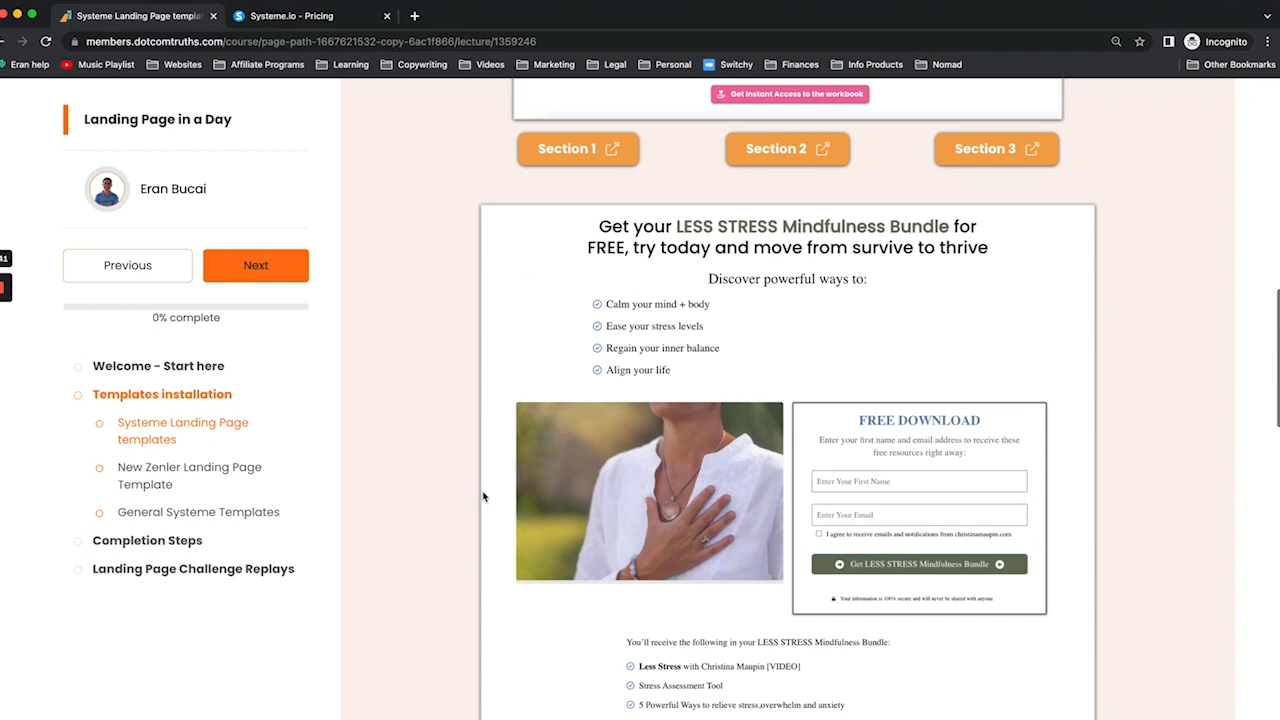 Systeme Landing Page templa
Systeme.io - Pricing
members.dotcomtruths.com/course/page-path-1667621532-copy-6ac1f866/lecture/1359246
Incognito
Eran help
Music Playlist
Websites
Affiliate Programs
Learning
Copywriting
Videos
Marketing
Legal
Personal
Switchy
Finances
Info Products
Nomad
Other Bookmarks
41
Landing Page in a Day
Eran Bucai
Previous
Next
0% complete
Welcome - Start here
Templates installation
Systeme Landing Page
templates
New Zenler Landing Page
Template
General Systeme Templates
Completion Steps
Landing Page Challenge Replays
Get Instant Access to the workbook
Section 1
Section 2
Section 3
Get your LESS STRESS Mindfulness Bundle for
FREE, try today and move from survive to thrive
Discover powerful ways to:
Calm your mind + body
Ease your stress levels
Regain your inner balance
Align your life
FREE DOWNLOAD
Enter your first name and email address to receive these
free resources right away:
Enter Your First Name
Enter Your Email
I agree to receive emails and notifications from christinamaupin.com
Get LESS STRESS Mindfulness Bundle
Your information is 100% secure and will never be shared with anyone
You'll receive the following in your LESS STRESS Mindfulness Bundle:
Less Stress with Christina Maupin [VIDEO]
Stress Assessment Tool
5 Powerful Ways to relieve stress,overwhelm and anxiety